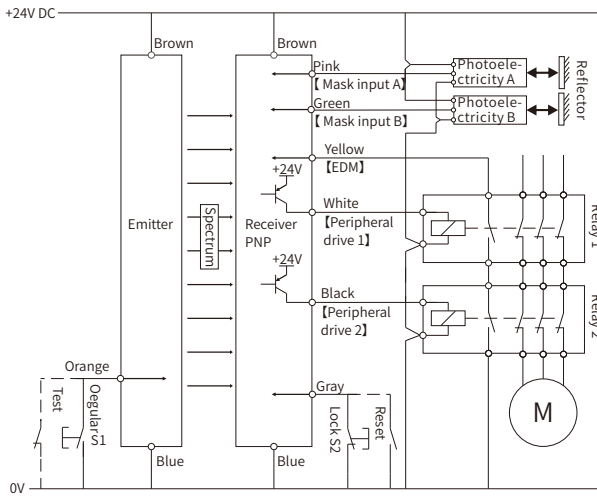 +24V DC
Brown
Brown
Pink
【Mask input A】
Green
【Mask input B】
Photoele-
ctricity A
Photoele-
ctricity B
Reflector
Yellow
【EDM】
+24V
White
【Peripheral
drive 1】
Emitter
Spectrum
Receiver
PNP
Relay 1
+24V
Black
【Peripheral
drive 2】
Relay 2
Orange
Test
Oegular
S1
Gray
Lock S2
Reset
M
Blue
Blue
0V